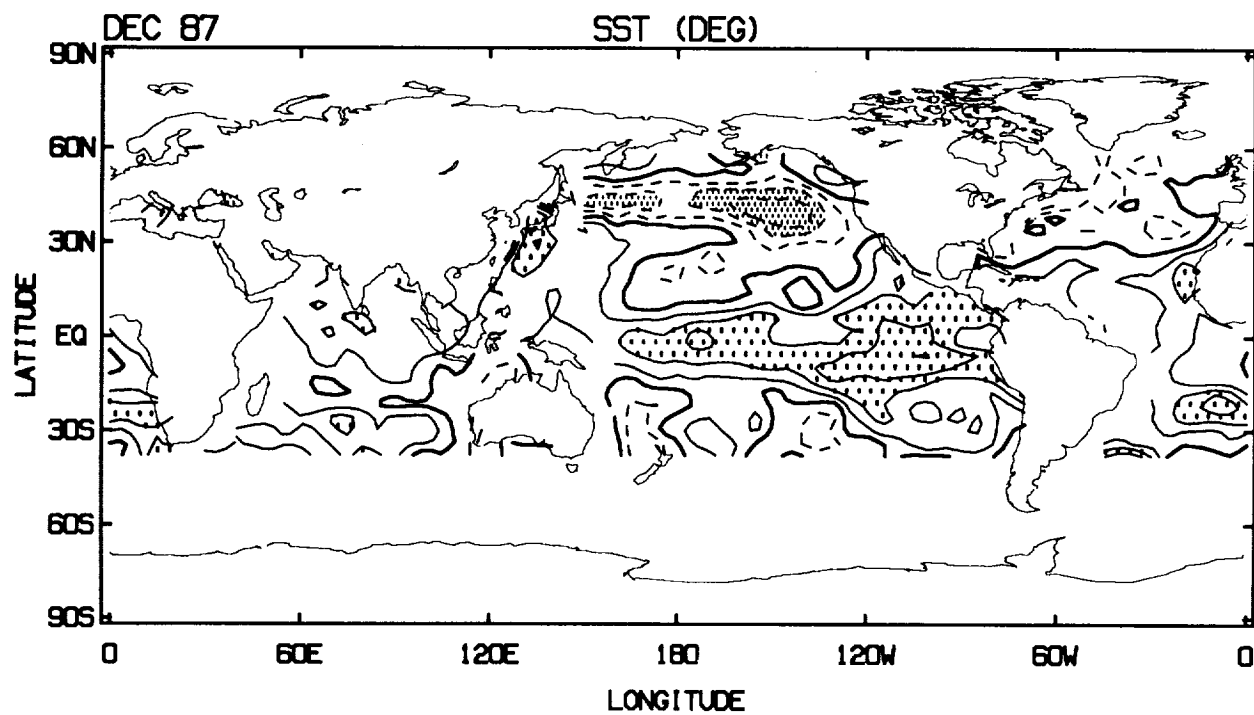 DEC 87 SST (DEG)
90N
60N
30N
EQ
30S
60S
90S
LATITUDE
0 60E 120E 180 120W 60W 0
LONGITUDE